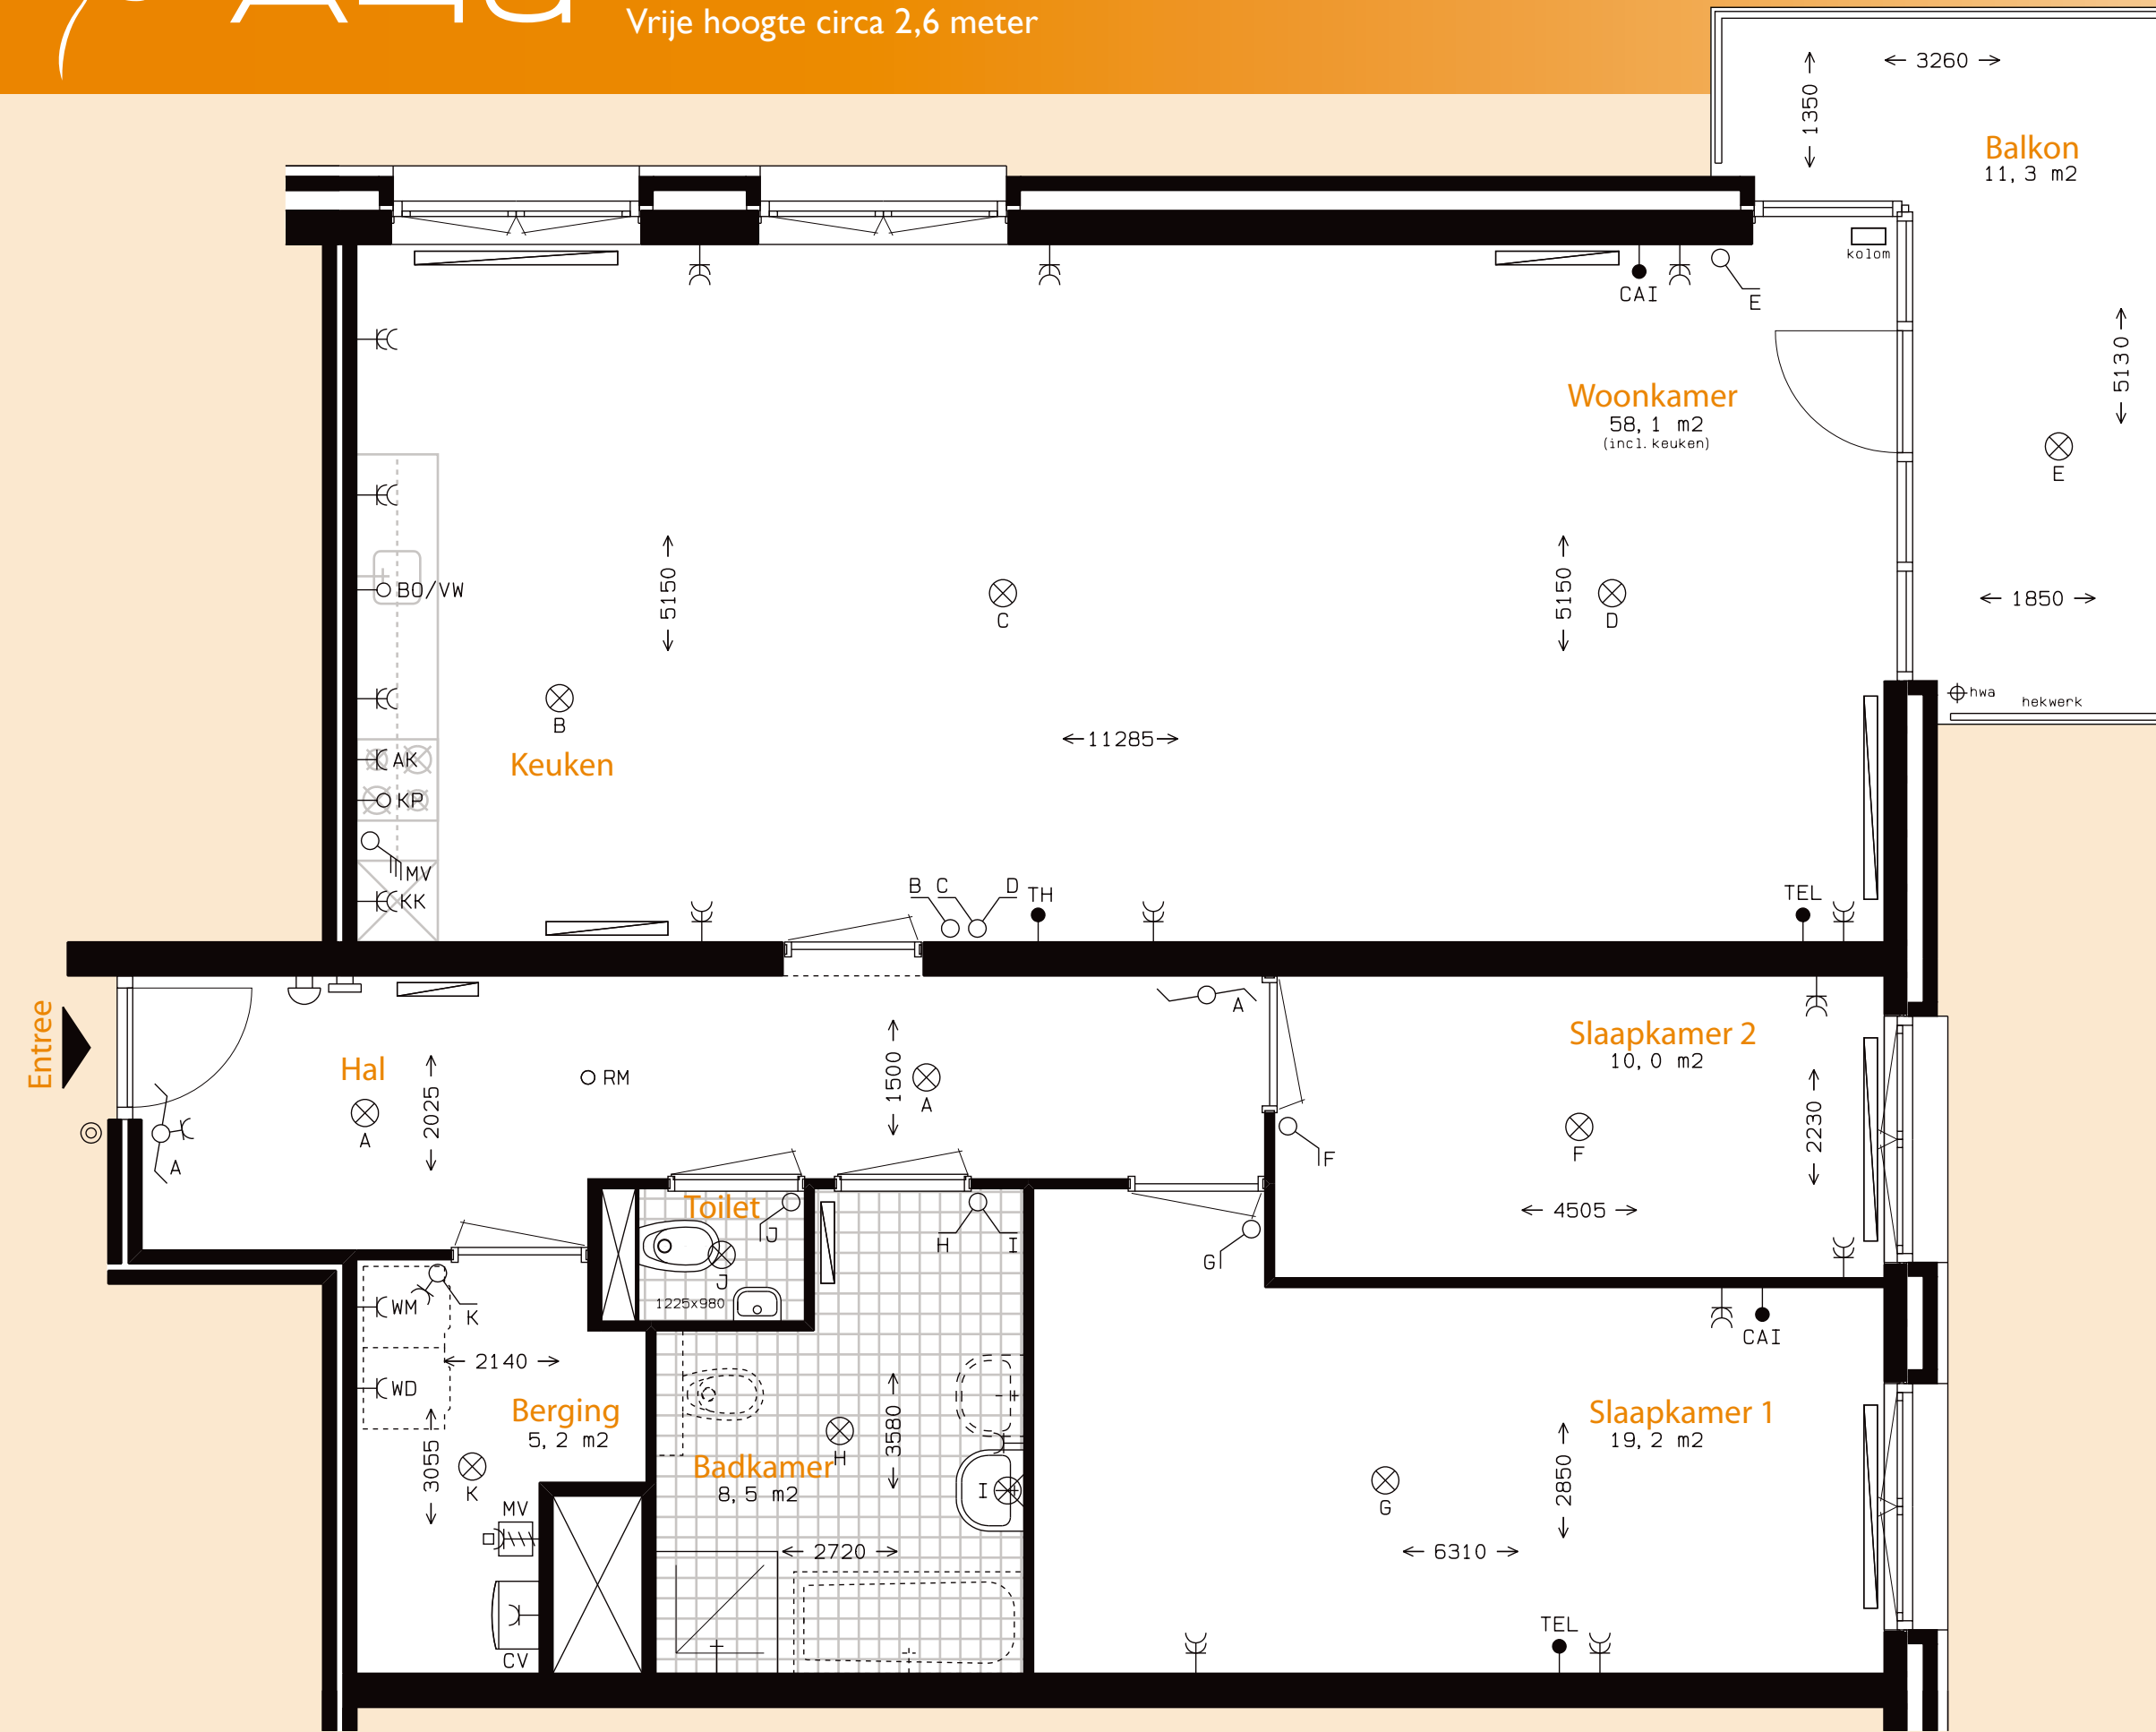 Vrije hoogte circa 2,6 meter
3260
1350
Balkon
11,3 m2
kolom
CAI
E
Woonkamer
58,1 m2
(incl. keuken)
5130
E
BO/VW
5150
C
5150
D
1850
B
hwa
hekwerk
11285
AK
Keuken
KP
MV
KK
B
C
D
TH
TEL
Entree
Hal
A
2025
RM
1500
A
A
A
Slaapkamer 2
10,0 m2
F
F
2230
4505
Toilet
J
J
1225x980
H
I
G
WM
K
CAI
2140
WD
Berging
5,2 m2
3055
K
3580
H
Badkamer
8,5 m2
I
Slaapkamer 1
19,2 m2
2850
G
MV
2720
6310
TEL
CV